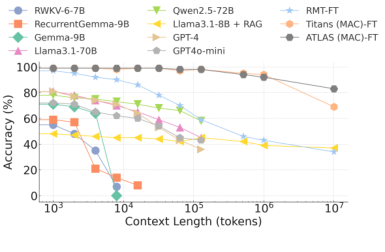 RWKV-6-7B
RecurrentGemma-9B
Gemma-9B
Llama3.1-70B
Qwen2.5-72B
Llama3.1-8B + RAG
GPT-4
GPT4o-mini
RMT-FT
Titans (MAC)-FT
ATLAS (MAC)-FT
Accuracy (%)
100
80
60
40
20
0
10³ 10⁴ 10⁵ 10⁶ 10⁷
Context Length (tokens)